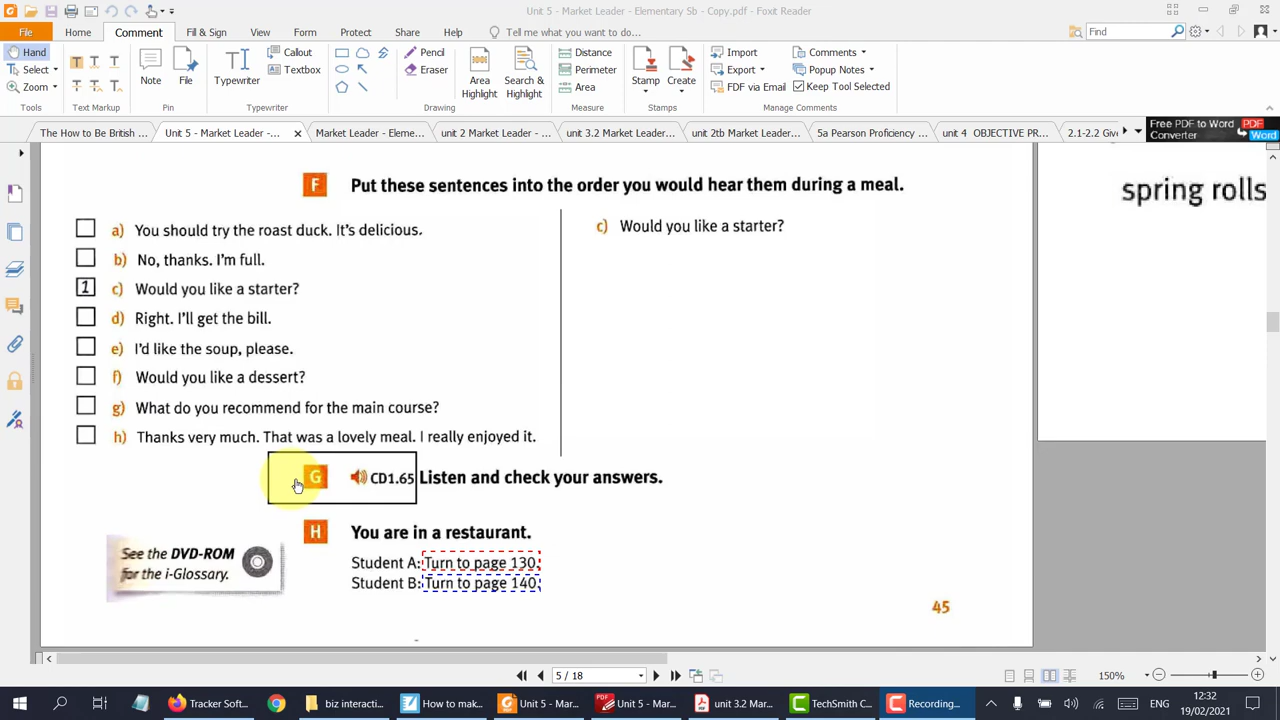 Unit 5 - Market Leader - Elementary Sb - Copy.pdf - Foxit Reader
File Home Comment Fill & Sign View Form Protect Share Help Tell me what you want to do... Find
Hand
Select
Zoom
Tools
Text Markup
Note
File
Pin
Typewriter
Callout
Textbox
Typewriter
Pencil
Eraser
Drawing
Area Highlight
Search & Highlight
Distance
Perimeter
Area
Measure
Stamp
Create
Stamps
Import
Export
FDF via Email
Comments
Popup Notes
Keep Tool Selected
Manage Comments
The How to Be British ... Unit 5 - Market Leader -... Market Leader - Eleme... unit 2 Market Leader - ... unit 3.2 Market Leader... unit 2tb Market Leader... 5a Pearson Proficiency ... unit 4 OBJECTIVE PR... 2.1-2.2 Give
Free PDF to Word Converter PDF Word
F Put these sentences into the order you would hear them during a meal.
a) You should try the roast duck. It's delicious.
b) No, thanks. I'm full.
1 c) Would you like a starter?
d) Right. I'll get the bill.
e) I'd like the soup, please.
f) Would you like a dessert?
g) What do you recommend for the main course?
h) Thanks very much. That was a lovely meal. I really enjoyed it.
c) Would you like a starter?
spring rolls
G CD1.65 Listen and check your answers.
H You are in a restaurant.
Student A: Turn to page 130.
Student B: Turn to page 140.
See the DVD-ROM
for the i-Glossary.
45
5 / 18
150%
Tracker Soft... biz interacti... How to mak... Unit 5 - Mar... Unit 5 - Mar... unit 3.2 Mar... TechSmith C... Recording... ENG
12:32
19/02/2021